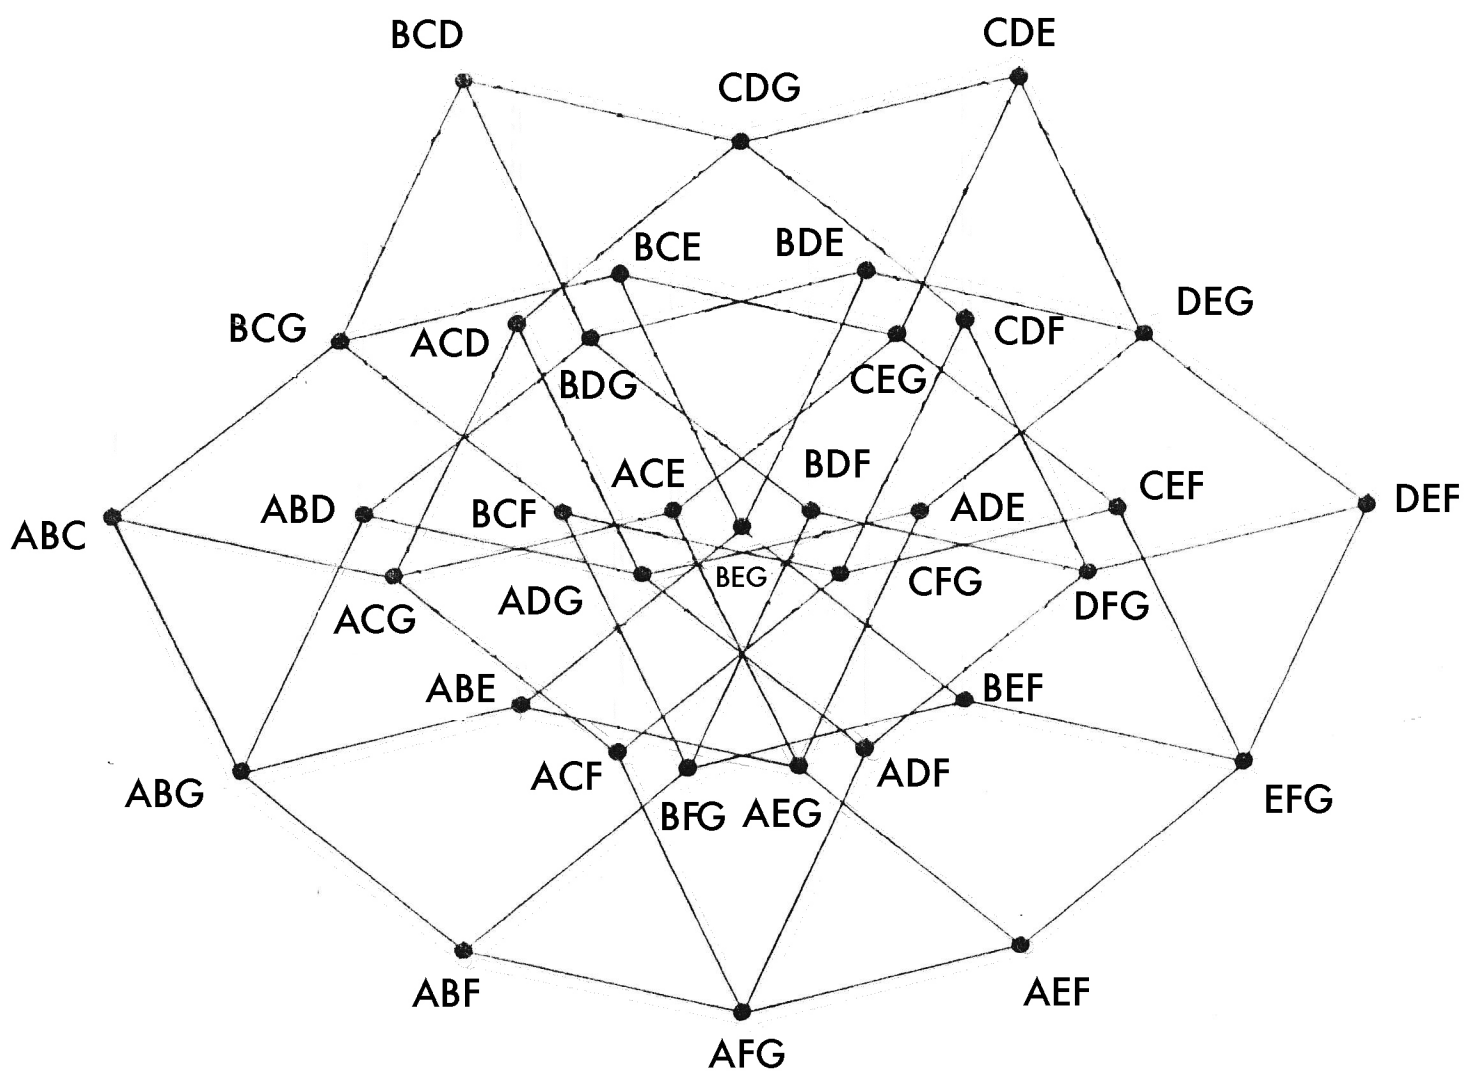 BCD
CDE
CDG
BCE
BDE
BCG
ACD
CDF
DEG
BDG
CEG
ACE
BDF
CEF
ABC
ABD
BCF
ADE
DEF
BEG
ACG
ADG
CFG
DFG
ABE
BEF
ABG
ACF
BFG
AEG
ADF
EFG
ABF
AEF
AFG